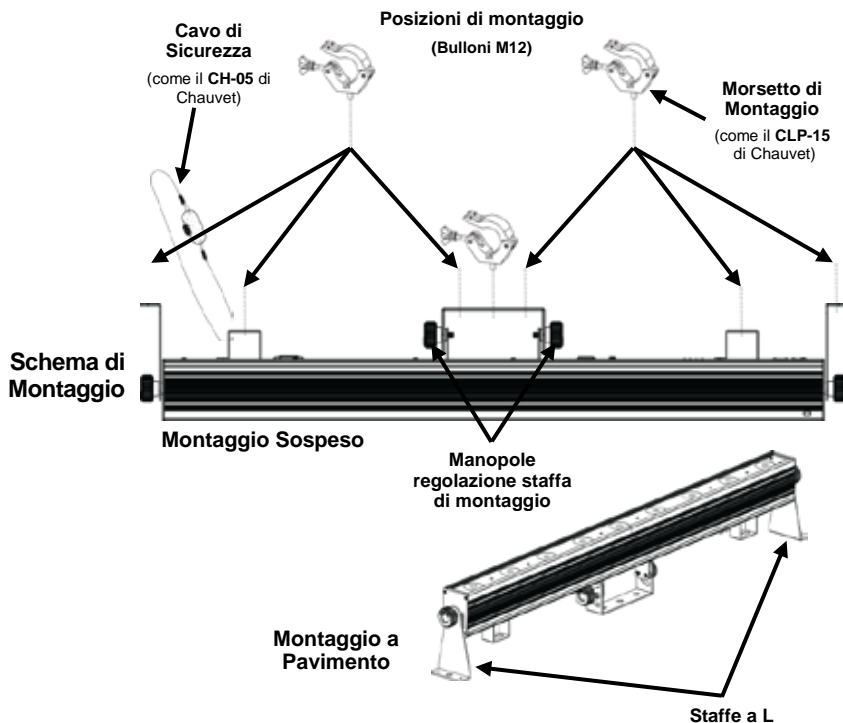 Posizioni di montaggio
(Bulloni M12)
Cavo di
Sicurezza
(come il CH-05 di
Chauvet)
Morsetto di
Montaggio
(come il CLP-15
di Chauvet)
Schema di
Montaggio
Montaggio Sospeso
Manopole
regolazione staffa
di montaggio
Montaggio a
Pavimento
Staffe a L